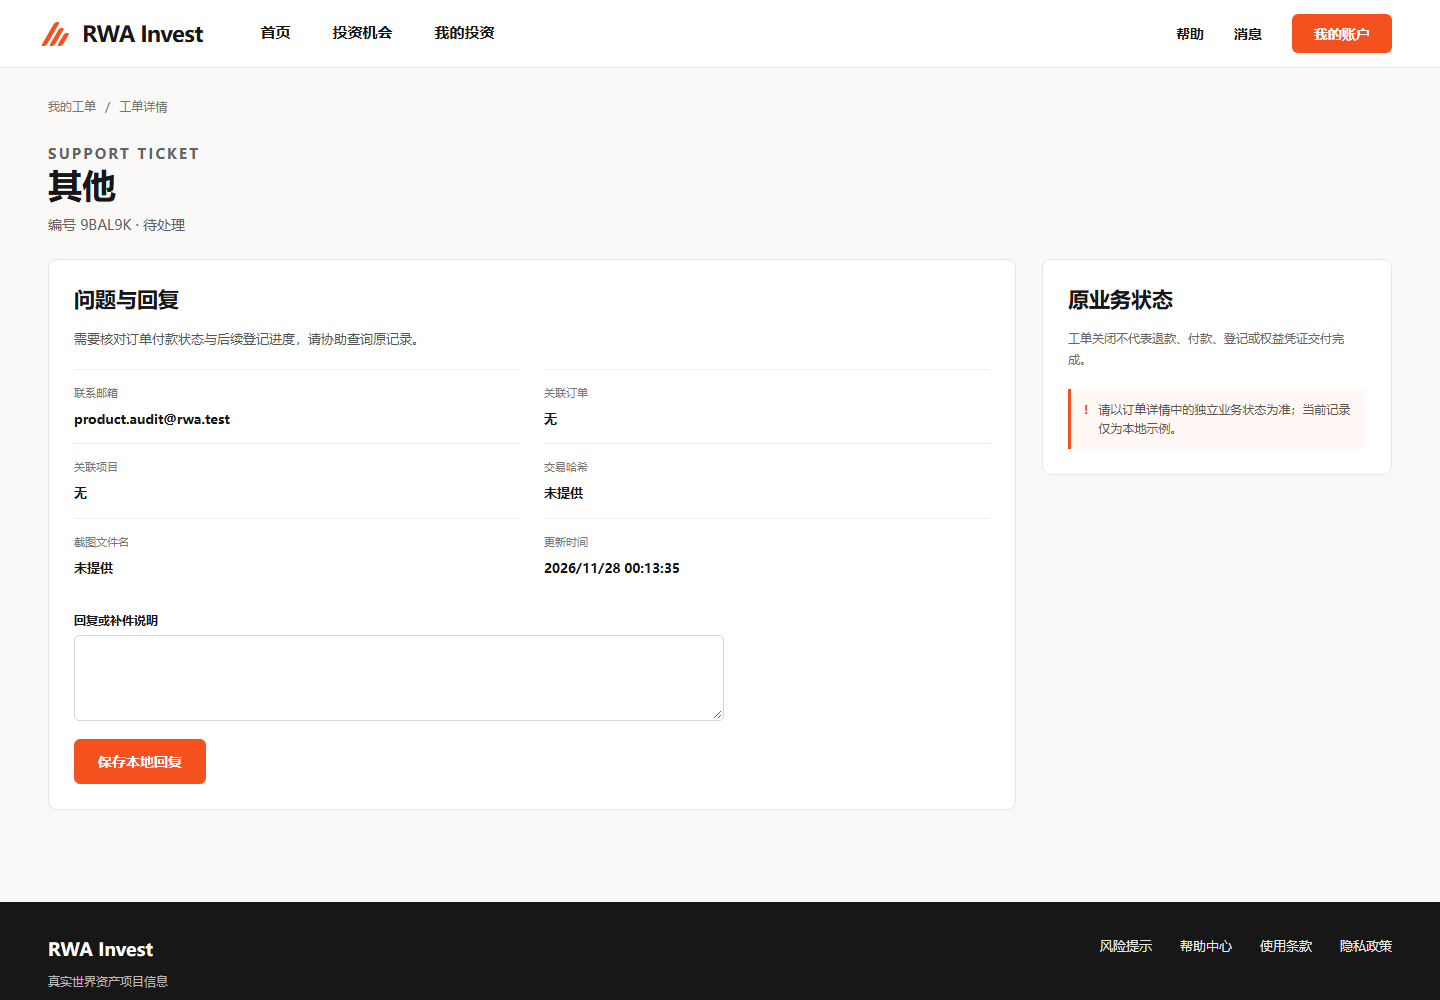 RWA Invest
首页
投资机会
我的投资
帮助
消息
我的账户
我的工单 / 工单详情
SUPPORT TICKET
其他
编号 9BAL9K · 待处理
问题与回复
需要核对订单付款状态与后续登记进度，请协助查询原记录。
联系邮箱
product.audit@rwa.test
关联订单
无
关联项目
无
交易哈希
未提供
截图文件名
未提供
更新时间
2026/11/28 00:13:35
回复或补件说明
保存本地回复
原业务状态
工单关闭不代表退款、付款、登记或权益凭证交付完
成。
! 请以订单详情中的独立业务状态为准；当前记录
仅为本地示例。
RWA Invest
真实世界资产项目信息
风险提示
帮助中心
使用条款
隐私政策